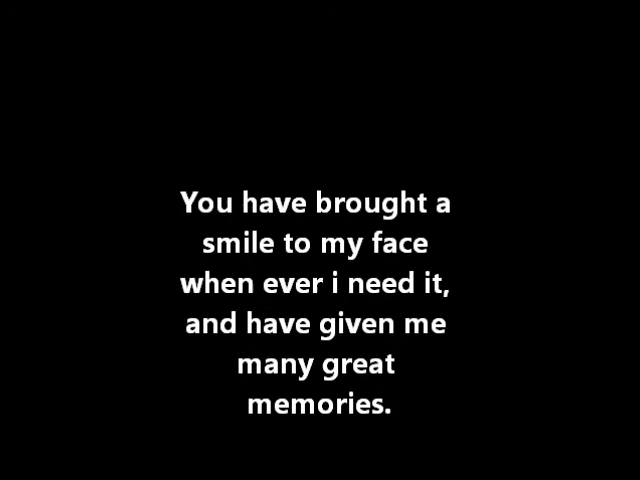 You have brought a
smile to my face
when ever i need it,
and have given me
many great
memories.